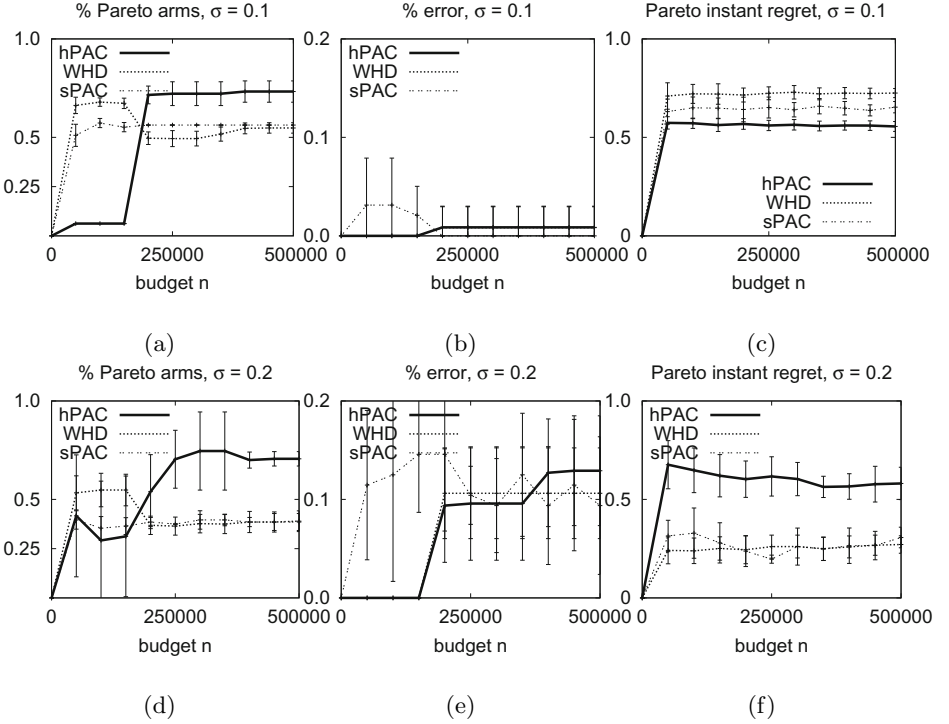 % Pareto arms, σ = 0.1
1.0
0.5
0.25
0
250000
500000
hPAC
WHD
sPAC
budget n
(a)
% error, σ = 0.1
0.2
0.1
0.0
0
250000
500000
hPAC
WHD
sPAC
budget n
(b)
Pareto instant regret, σ = 0.1
1
0.5
0
0
250000
500000
hPAC
WHD
sPAC
budget n
(c)
% Pareto arms, σ = 0.2
1.0
0.5
0.25
0
250000
500000
hPAC
WHD
sPAC
budget n
(d)
% error, σ = 0.2
0.2
0.1
0.0
0
250000
500000
hPAC
WHD
sPAC
budget n
(e)
Pareto instant regret, σ = 0.2
1
0.5
0
0
250000
500000
hPAC
WHD
sPAC
budget n
(f)